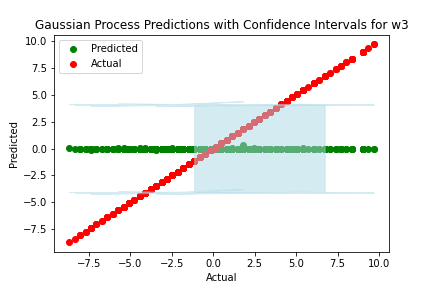 Gaussian Process Predictions with Confidence Intervals for w3
Predicted
Actual
10.0
7.5
5.0
2.5
0.0
−2.5
−5.0
−7.5
Predicted
−7.5 −5.0 −2.5 0.0 2.5 5.0 7.5 10.0
Actual